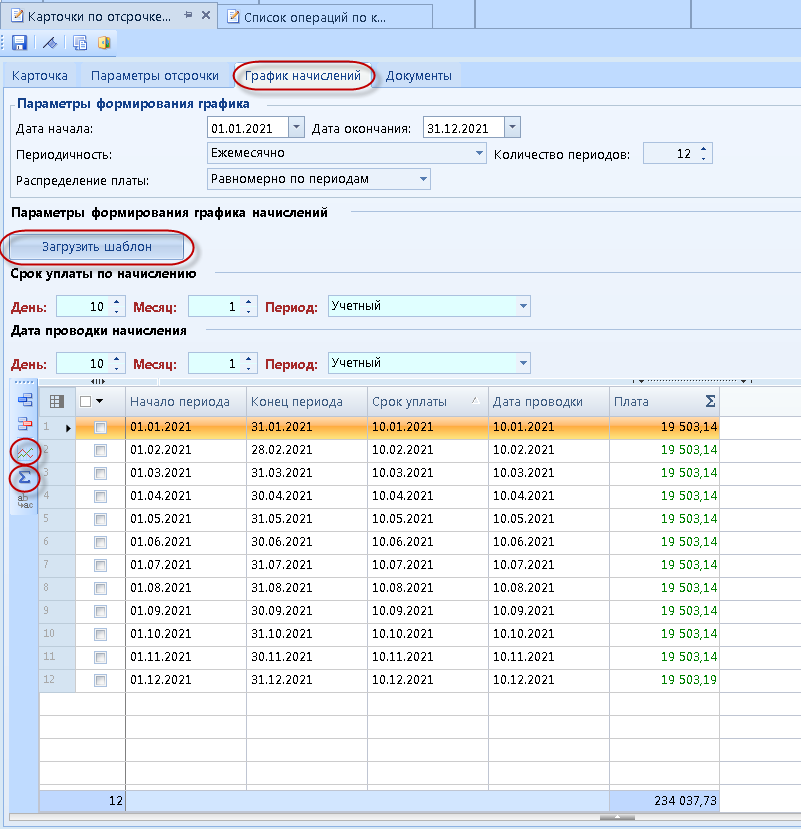 Карточки по отсрочке...
Список операций по к...
Карточка Параметры отсрочки График начислений Документы
Параметры формирования графика
Дата начала: 01.01.2021 Дата окончания: 31.12.2021
Периодичность: Ежемесячно Количество периодов: 12
Распределение платы: Равномерно по периодам
Параметры формирования графика начислений
Загрузить шаблон
Срок уплаты по начислению
День: 10 Месяц: 1 Период: Учетный
Дата проводки начисления
День: 10 Месяц: 1 Период: Учетный
Начало периода Конец периода Срок уплаты Дата проводки Плата Σ
1 01.01.2021 31.01.2021 10.01.2021 10.01.2021 19 503,14
2 01.02.2021 28.02.2021 10.02.2021 10.02.2021 19 503,14
3 01.03.2021 31.03.2021 10.03.2021 10.03.2021 19 503,14
4 01.04.2021 30.04.2021 10.04.2021 10.04.2021 19 503,14
5 01.05.2021 31.05.2021 10.05.2021 10.05.2021 19 503,14
6 01.06.2021 30.06.2021 10.06.2021 10.06.2021 19 503,14
7 01.07.2021 31.07.2021 10.07.2021 10.07.2021 19 503,14
8 01.08.2021 31.08.2021 10.08.2021 10.08.2021 19 503,14
9 01.09.2021 30.09.2021 10.09.2021 10.09.2021 19 503,14
10 01.10.2021 31.10.2021 10.10.2021 10.10.2021 19 503,14
11 01.11.2021 30.11.2021 10.11.2021 10.11.2021 19 503,14
12 01.12.2021 31.12.2021 10.12.2021 10.12.2021 19 503,19
12 234 037,73
Σ
ab
ac